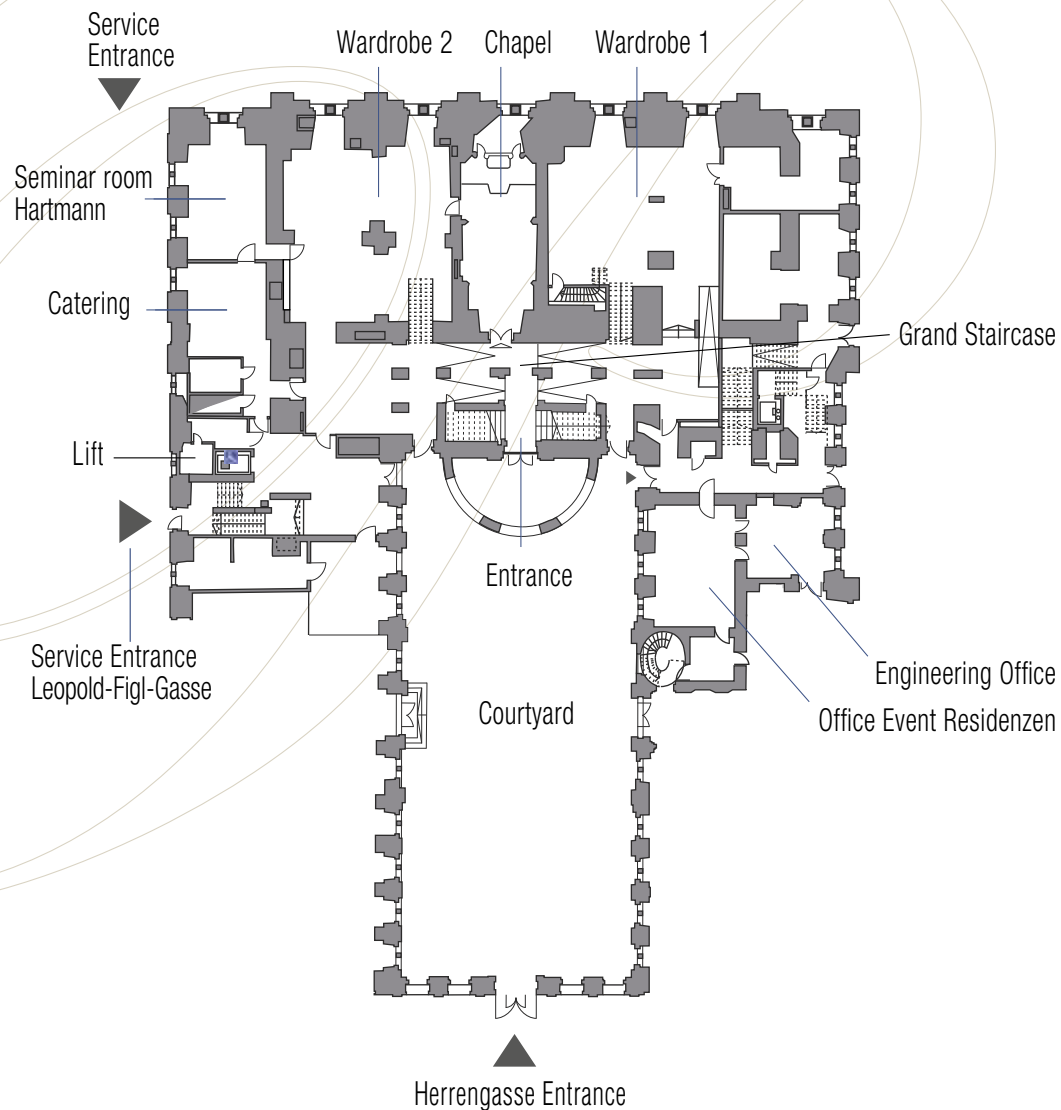 Service
Entrance
Wardrobe 2
Chapel
Wardrobe 1
Seminar room
Hartmann
Catering
Grand Staircase
Lift
Entrance
Service Entrance
Leopold-Figl-Gasse
Engineering Office
Office Event Residenzen
Courtyard
Herrengasse Entrance